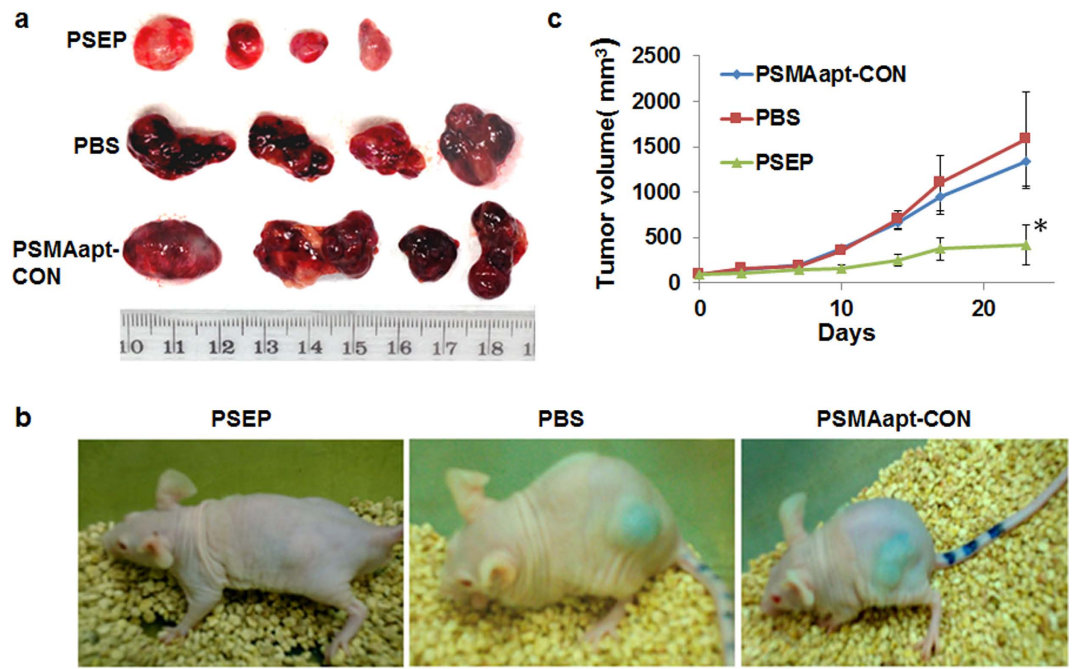 a
PSEP
PBS
PSMAapt-
CON
10 11 12 13 14 15 16 17 18 1
c
Tumor volume( mm³)
2500
2000
1500
1000
500
0
PSMAapt-CON
PBS
PSEP
*
0 10 20
Days
b
PSEP PBS PSMAapt-CON